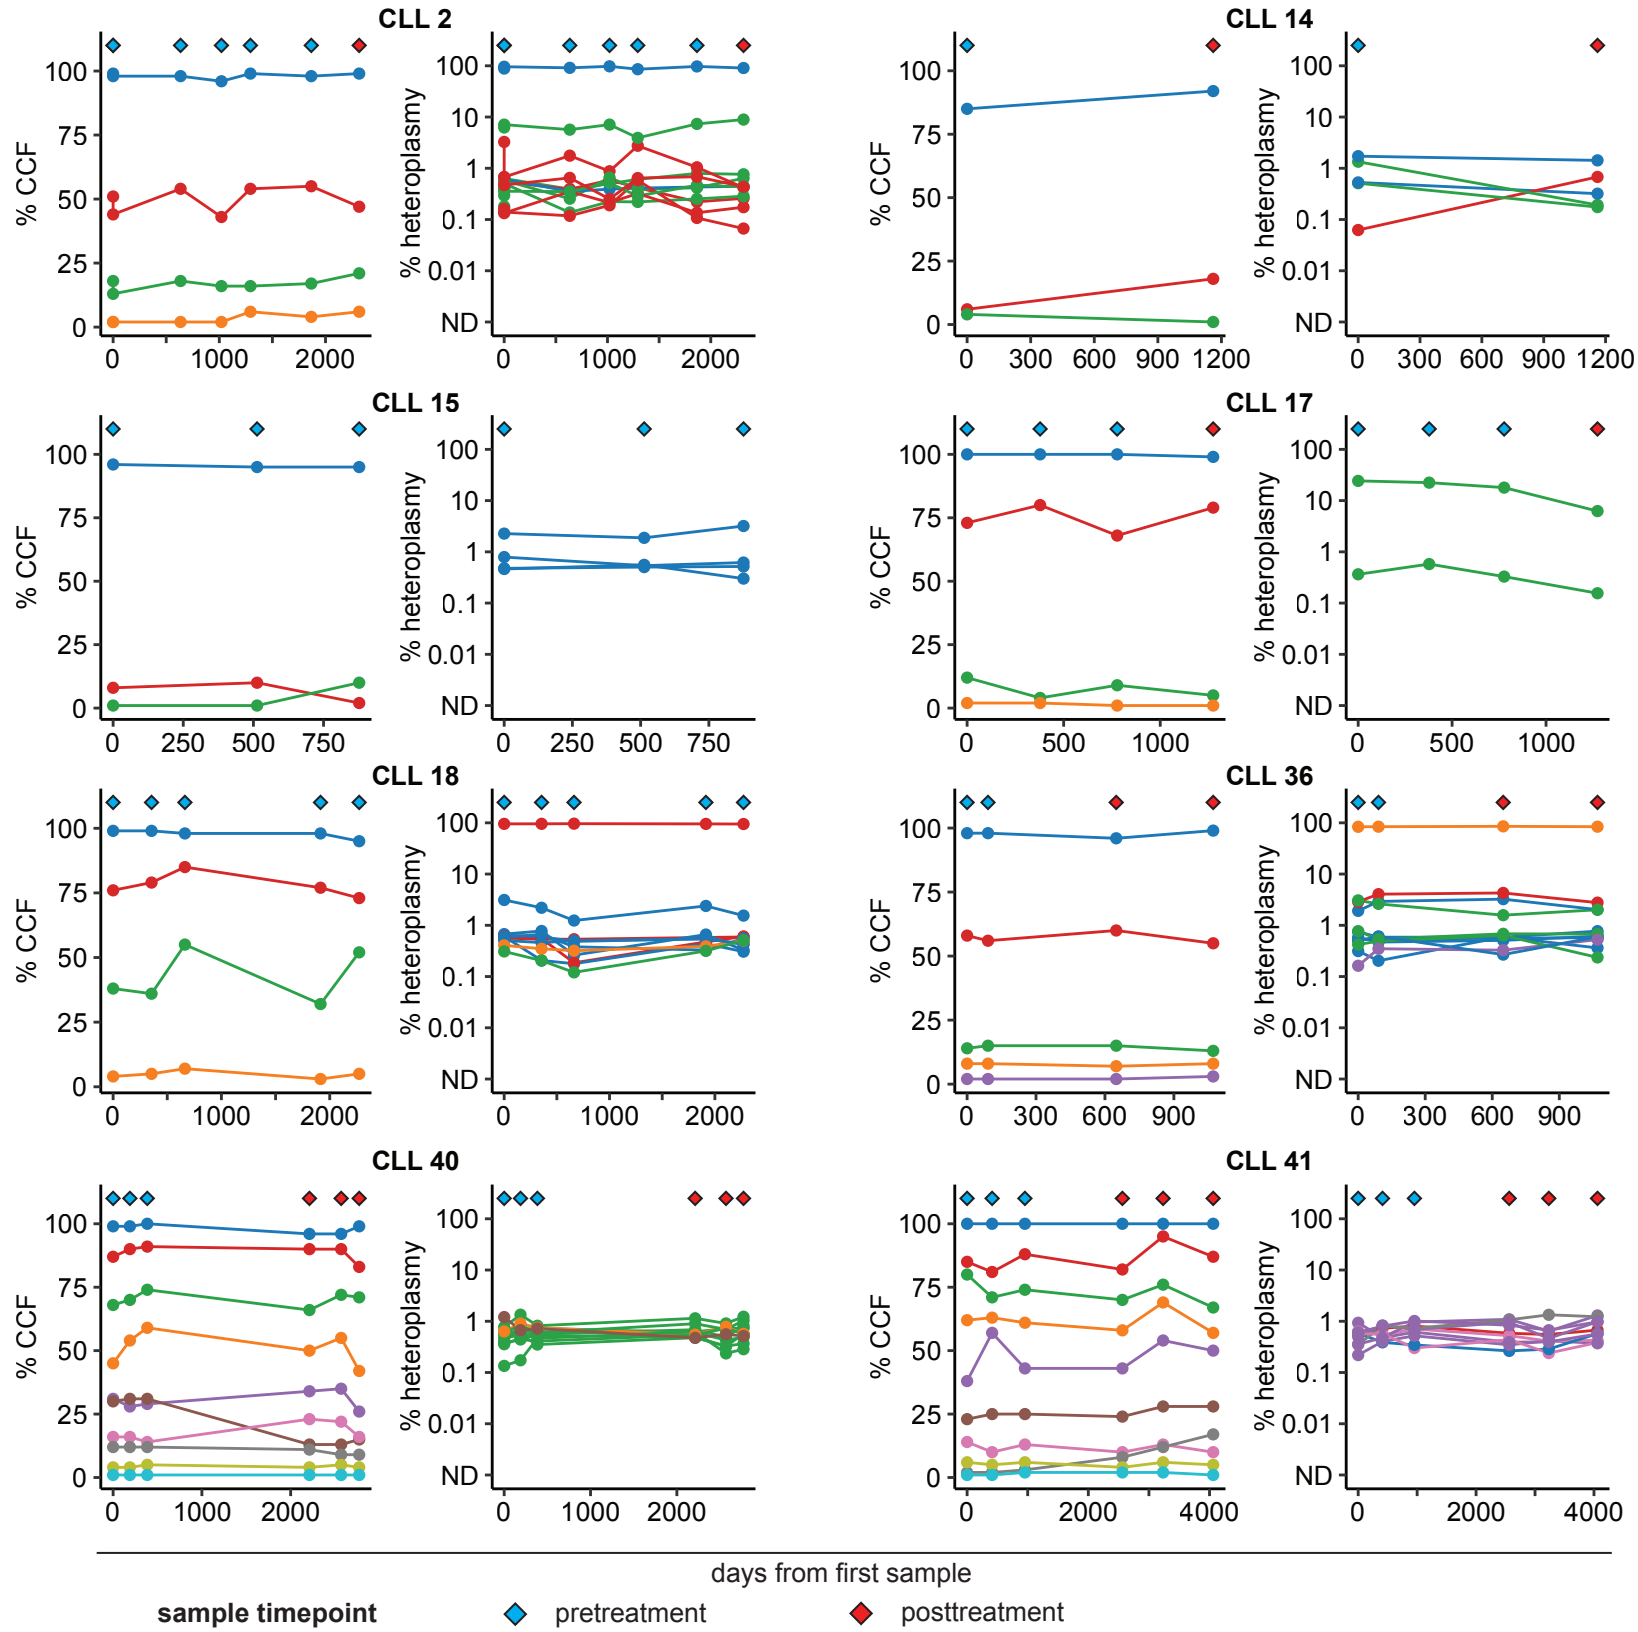 CLL 2
CLL 14
% CCF
100
75
50
25
0
0 1000 2000
% heteroplasmy
100
10
1
0.1
0.01
ND
0 1000 2000
% CCF
100
75
50
25
0
0 300 600 900 1200
% heteroplasmy
100
10
1
0.1
0.01
ND
0 300 600 900 1200
CLL 15
CLL 17
% CCF
100
75
50
25
0
0 250 500 750
% heteroplasmy
100
10
1
0.1
0.01
ND
0 250 500 750
% CCF
100
75
50
25
0
0 500 1000
% heteroplasmy
100
10
1
0.1
0.01
ND
0 500 1000
CLL 18
CLL 36
% CCF
100
75
50
25
0
0 1000 2000
% heteroplasmy
100
10
1
0.1
0.01
ND
0 1000 2000
% CCF
100
75
50
25
0
0 300 600 900
% heteroplasmy
100
10
1
0.1
0.01
ND
0 300 600 900
CLL 40
CLL 41
% CCF
100
75
50
25
0
0 1000 2000
% heteroplasmy
100
10
1
0.1
0.01
ND
0 1000 2000
% CCF
100
75
50
25
0
0 2000 4000
% heteroplasmy
100
10
1
0.1
0.01
ND
0 2000 4000
days from first sample
sample timepoint pretreatment posttreatment